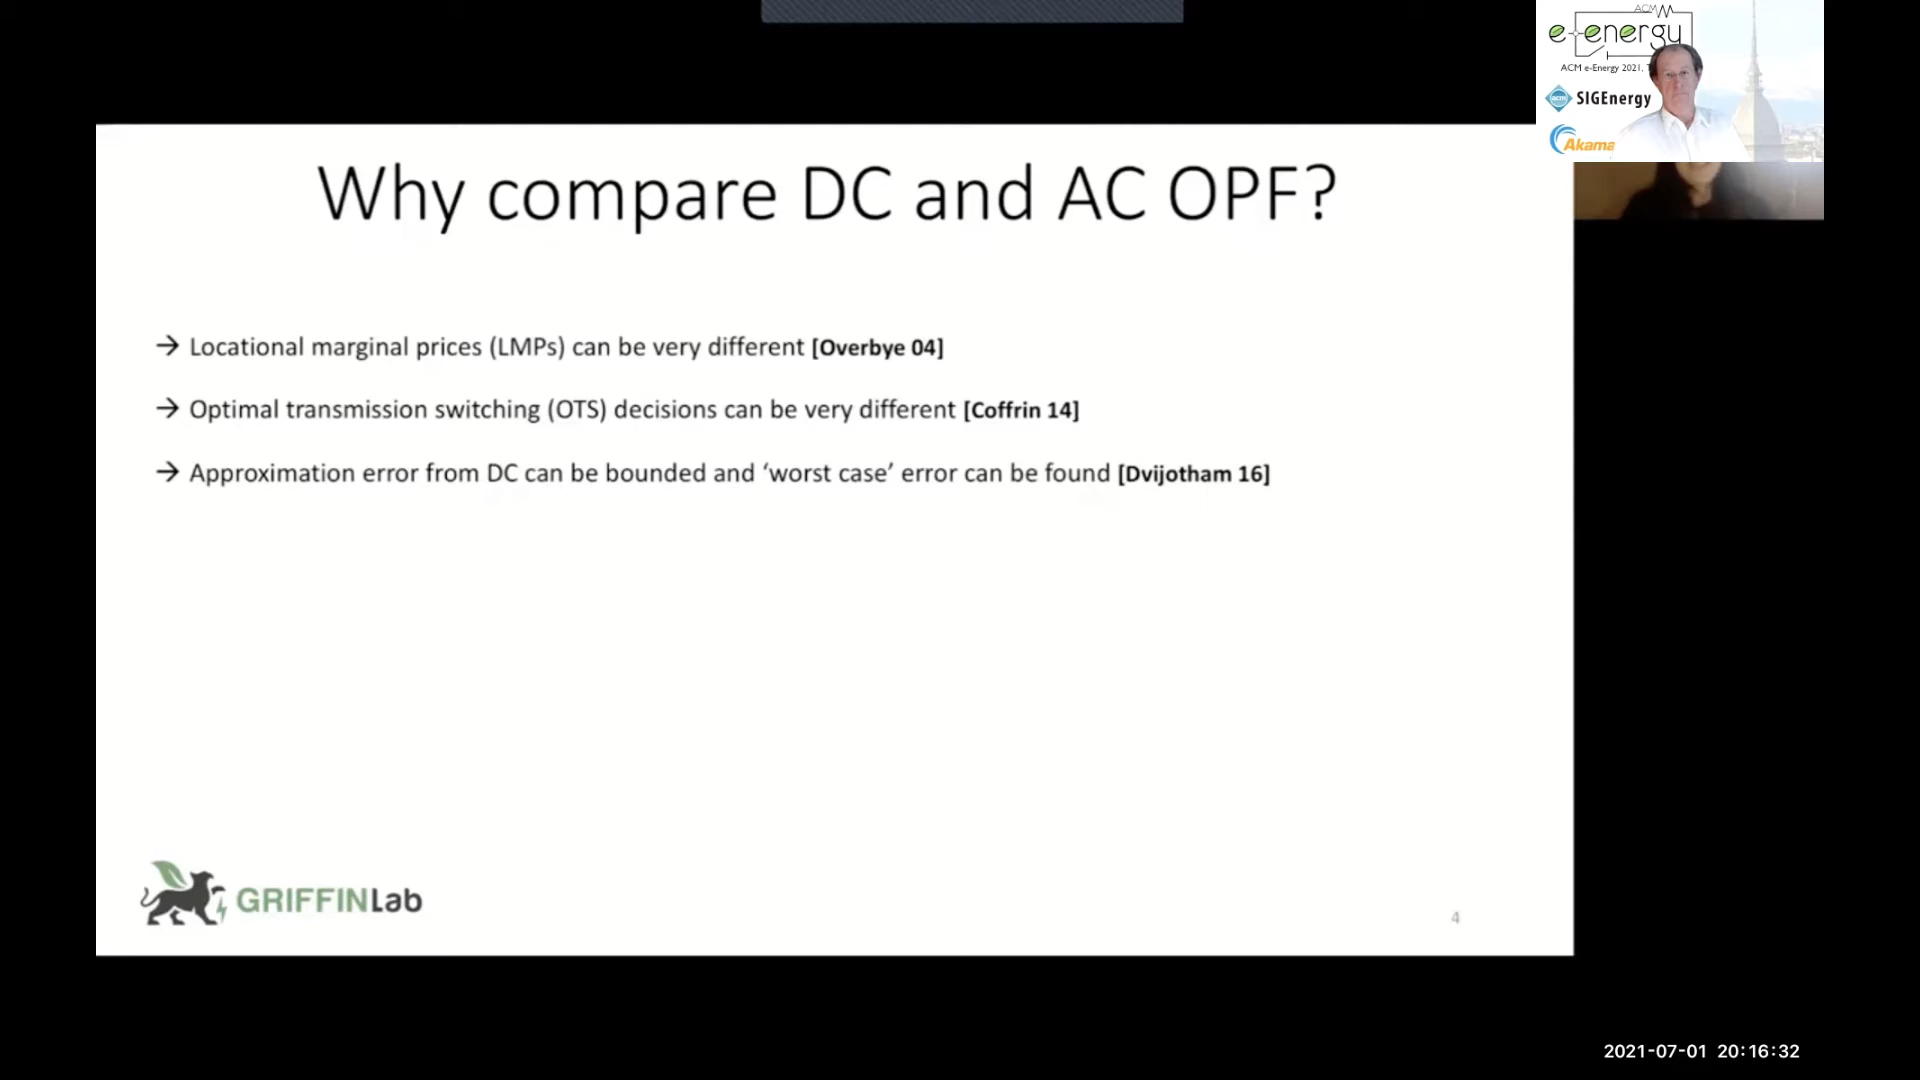 ACM
e-energy
ACM e-Energy 2021, T
acm
SIGEnergy
Akama
Why compare DC and AC OPF?
→ Locational marginal prices (LMPs) can be very different [Overbye 04]
→ Optimal transmission switching (OTS) decisions can be very different [Coffrin 14]
→ Approximation error from DC can be bounded and ‘worst case’ error can be found [Dvijotham 16]
GRIFFINLab
4
2021-07-01 20:16:32